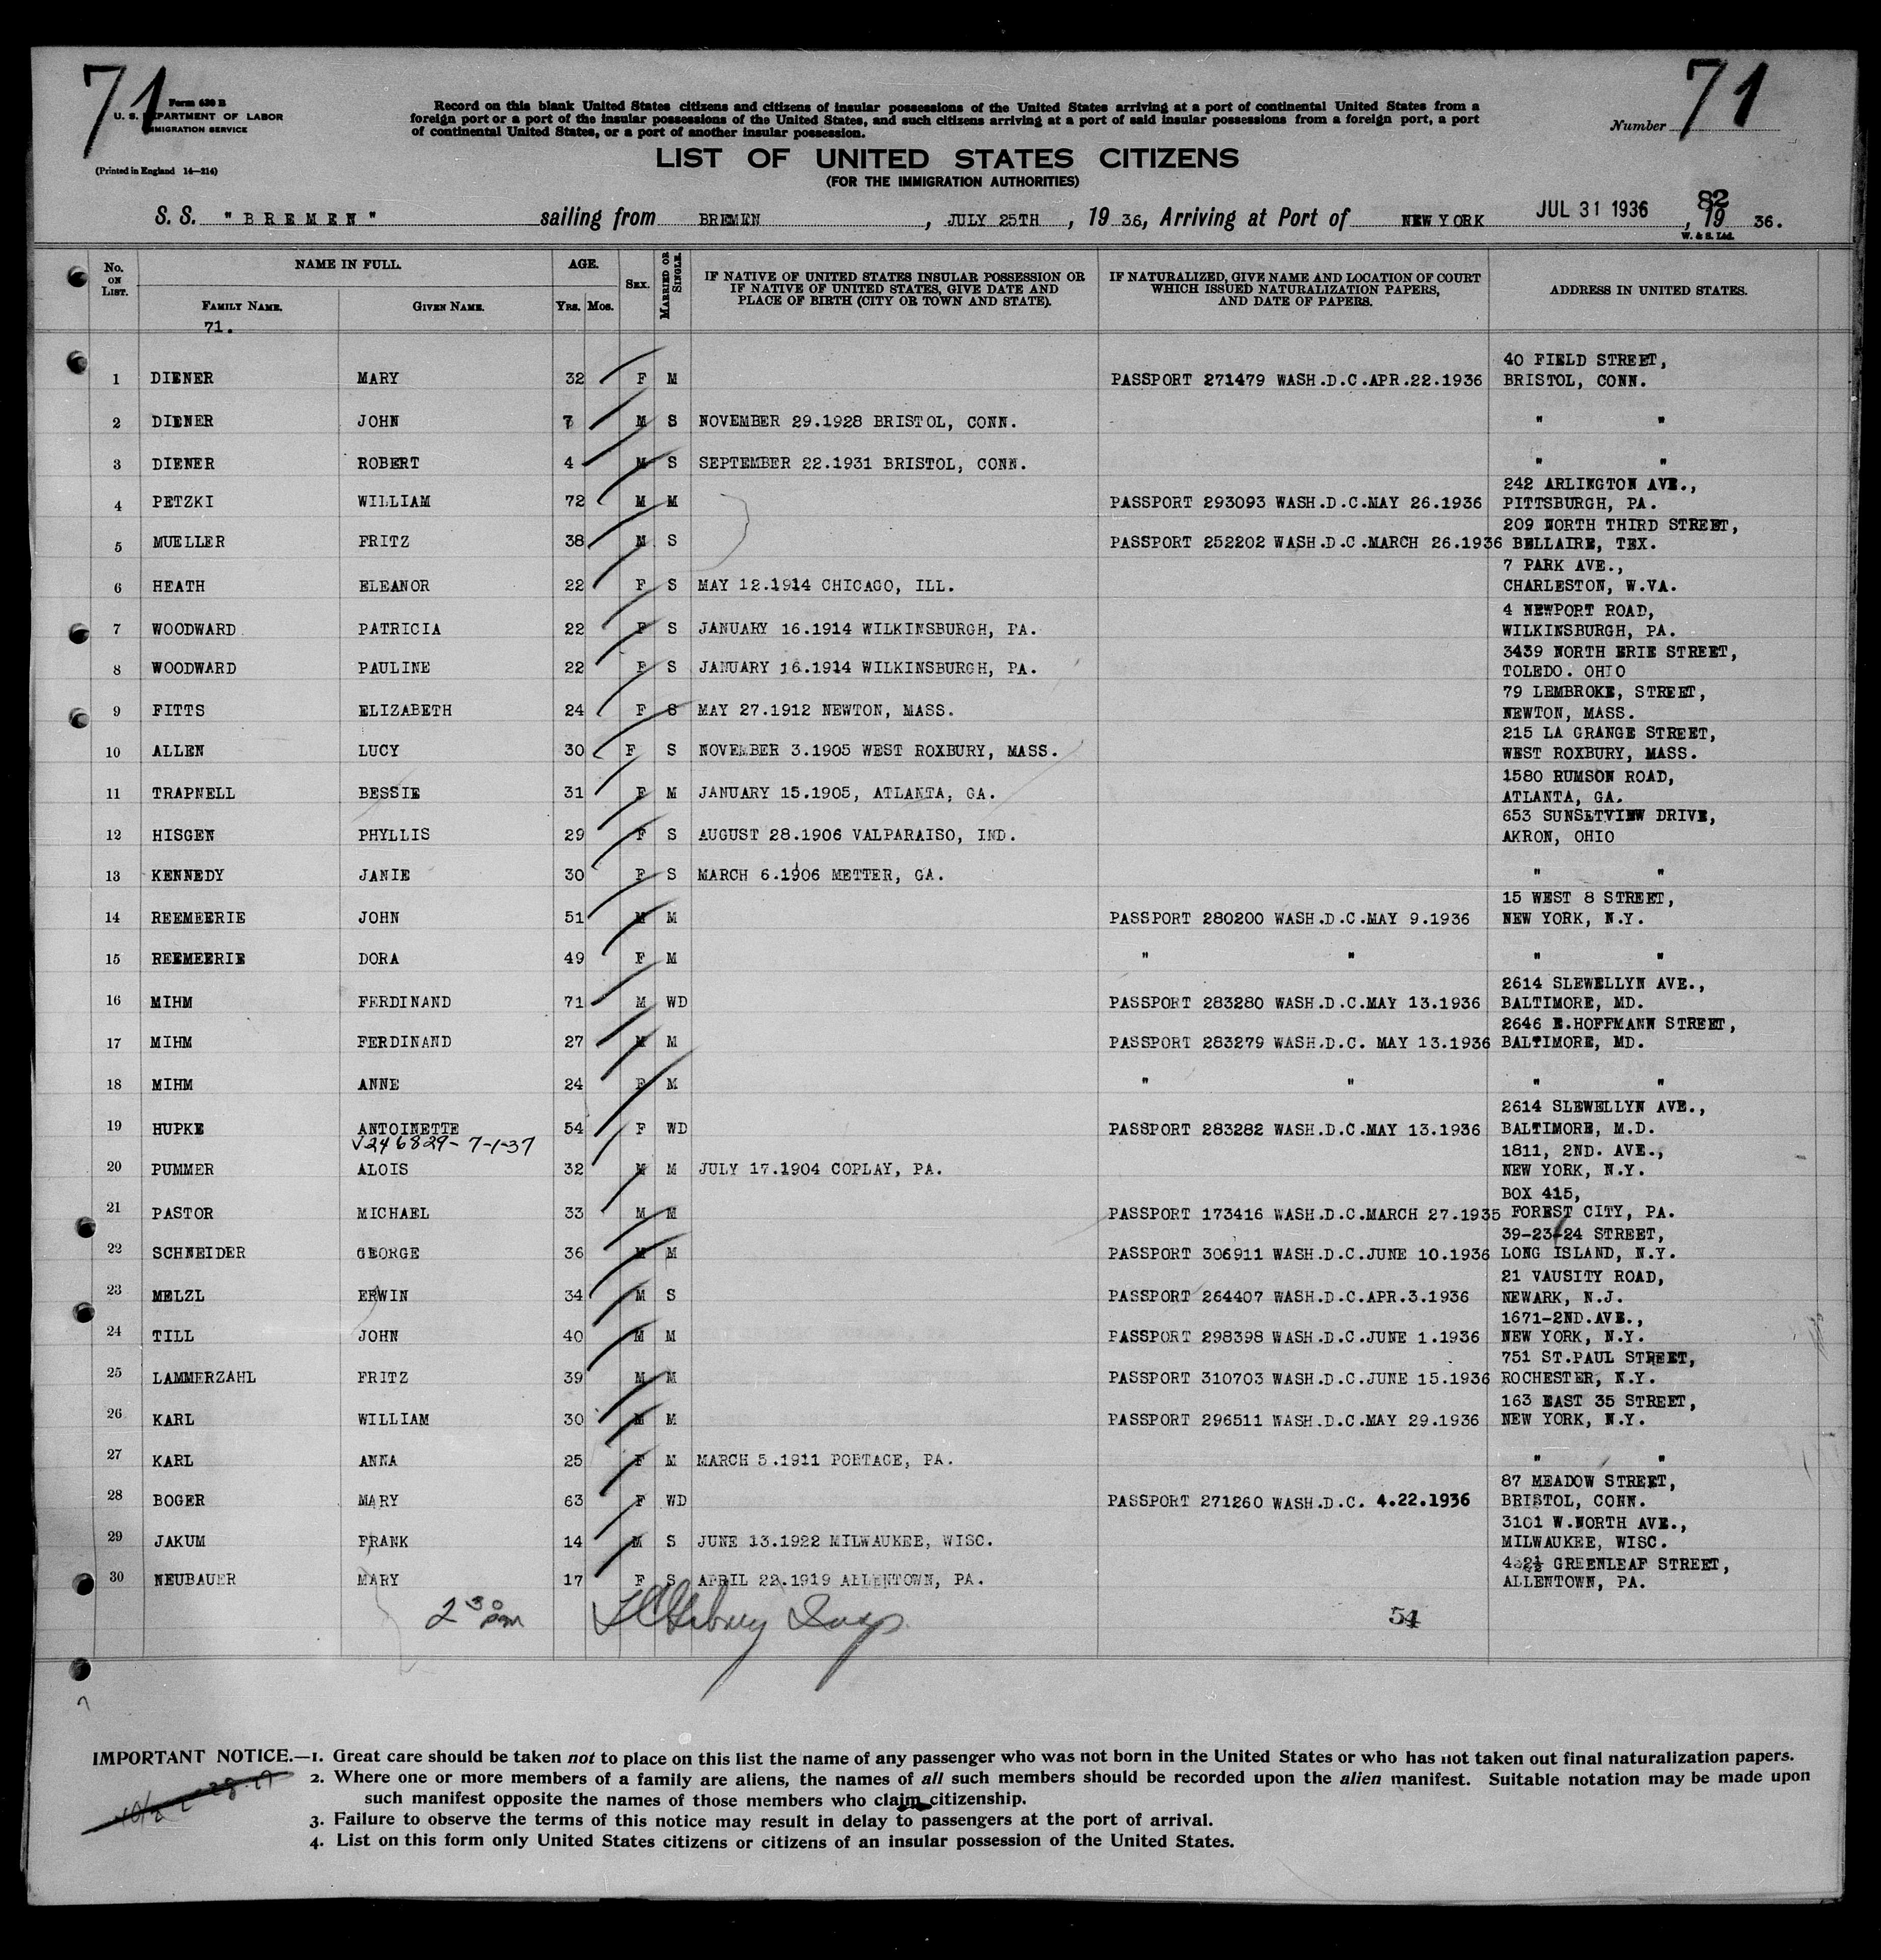 71
Form 630 B
U. S. DEPARTMENT OF LABOR
IMMIGRATION SERVICE
(Printed in England 14—214)
Record on this blank United States citizens and citizens of insular possessions of the United States arriving at a port of continental United States from a
foreign port or a port of the insular possessions of the United States, and such citizens arriving at a port of said insular possessions from a foreign port, a port
of continental United States, or a port of another insular possession.
Number 71
LIST OF UNITED STATES CITIZENS
(FOR THE IMMIGRATION AUTHORITIES)
82
S. S. "BREMEN" sailing from BREMEN, JULY 25TH, 19 36, Arriving at Port of NEW YORK JUL 31 1936, 19 36.
W. & S. Ltd.
No. ON LIST. NAME IN FULL. AGE. SEX. MARRIED OR SINGLE. IF NATIVE OF UNITED STATES INSULAR POSSESSION OR IF NATIVE OF UNITED STATES, GIVE DATE AND PLACE OF BIRTH (CITY OR TOWN AND STATE). IF NATURALIZED, GIVE NAME AND LOCATION OF COURT WHICH ISSUED NATURALIZATION PAPERS, AND DATE OF PAPERS. ADDRESS IN UNITED STATES.
FAMILY NAME. GIVEN NAME. YRS. MOS.
71.
40 FIELD STREET,
1 DIENER MARY 32 F M PASSPORT 271479 WASH.D.C.APR.22.1936 BRISTOL, CONN.
2 DIENER JOHN 7 M S NOVEMBER 29.1928 BRISTOL, CONN. " "
3 DIENER ROBERT 4 M S SEPTEMBER 22.1931 BRISTOL, CONN. " "
242 ARLINGTON AVE.,
4 PETZKI WILLIAM 72 M M PASSPORT 293093 WASH.D.C.MAY 26.1936 PITTSBURGH, PA.
209 NORTH THIRD STREET,
5 MUELLER FRITZ 38 M S PASSPORT 252202 WASH.D.C.MARCH 26.1936 BELLAIRE, TEX.
7 PARK AVE.,
6 HEATH ELEANOR 22 F S MAY 12.1914 CHICAGO, ILL. CHARLESTON, W.VA.
4 NEWPORT ROAD,
7 WOODWARD PATRICIA 22 F S JANUARY 16.1914 WILKINSBURGH, PA. WILKINSBURGH, PA.
3439 NORTH ERIE STREET,
8 WOODWARD PAULINE 22 F S JANUARY 16.1914 WILKINSBURGH, PA. TOLEDO. OHIO
79 LEMBROKE, STREET,
9 FITTS ELIZABETH 24 F S MAY 27.1912 NEWTON, MASS. NEWTON, MASS.
215 LA GRANGE STREET,
10 ALLEN LUCY 30 F S NOVEMBER 3.1905 WEST ROXBURY, MASS. WEST ROXBURY, MASS.
1580 RUMSON ROAD,
11 TRAPNELL BESSIE 31 F M JANUARY 15.1905, ATLANTA, GA. ATLANTA, GA.
653 SUNSETVIEW DRIVE,
12 HISGEN PHYLLIS 29 F S AUGUST 28.1906 VALPARAISO, IND. AKRON, OHIO
13 KENNEDY JANIE 30 F S MARCH 6.1906 METTER, GA. " "
15 WEST 8 STREET,
14 REEMEERIE JOHN 51 M M PASSPORT 280200 WASH.D.C.MAY 9.1936 NEW YORK, N.Y.
15 REEMEERIE DORA 49 F M " " " "
2614 SLEWELLYN AVE.,
16 MIHM FERDINAND 71 M WD PASSPORT 283280 WASH.D.C.MAY 13.1936 BALTIMORE, MD.
2646 E.HOFFMANN STREET,
17 MIHM FERDINAND 27 M M PASSPORT 283279 WASH.D.C. MAY 13.1936 BALTIMORE, MD.
18 MIHM ANNE 24 F M " " " "
2614 SLEWELLYN AVE.,
19 HUPKE ANTOINETTE 54 F WD PASSPORT 283282 WASH.D.C.MAY 13.1936 BALTIMORE, M.D.
V246829- 7-1-37 1811, 2ND. AVE.,
20 PUMMER ALOIS 32 M M JULY 17.1904 COPLAY, PA. NEW YORK, N.Y.
BOX 415,
21 PASTOR MICHAEL 33 M M PASSPORT 173416 WASH.D.C.MARCH 27.1935 FOREST CITY, PA.
39-23-24 STREET,
22 SCHNEIDER GEORGE 36 M M PASSPORT 306911 WASH.D.C.JUNE 10.1936 LONG ISLAND, N.Y.
21 VAUSITY ROAD,
23 MELZL ERWIN 34 M S PASSPORT 264407 WASH.D.C.APR.3.1936 NEWARK, N.J.
1671-2ND.AVE.,
24 TILL JOHN 40 M M PASSPORT 298398 WASH.D.C.JUNE 1.1936 NEW YORK, N.Y.
751 ST.PAUL STREET,
25 LAMMERZAHL FRITZ 39 M M PASSPORT 310703 WASH.D.C.JUNE 15.1936 ROCHESTER, N.Y.
163 EAST 35 STREET,
26 KARL WILLIAM 30 M M PASSPORT 296511 WASH.D.C.MAY 29.1936 NEW YORK, N.Y.
27 KARL ANNA 25 F M MARCH 5.1911 PORTAGE, PA. " "
87 MEADOW STREET,
28 BOGER MARY 63 F WD PASSPORT 271260 WASH.D.C. 4.22.1936 BRISTOL, CONN.
3101 W.NORTH AVE.,
29 JAKUM FRANK 14 M S JUNE 13.1922 MILWAUKEE, WISC. MILWAUKEE, WISC.
432½ GREENLEAF STREET,
30 NEUBAUER MARY 17 F S APRIL 22.1919 ALLENTOWN, PA. ALLENTOWN, PA.
2 30 pm 54
IMPORTANT NOTICE.—1. Great care should be taken not to place on this list the name of any passenger who was not born in the United States or who has not taken out final naturalization papers.
2. Where one or more members of a family are aliens, the names of all such members should be recorded upon the alien manifest. Suitable notation may be made upon
such manifest opposite the names of those members who claim citizenship.
3. Failure to observe the terms of this notice may result in delay to passengers at the port of arrival.
4. List on this form only United States citizens or citizens of an insular possession of the United States.